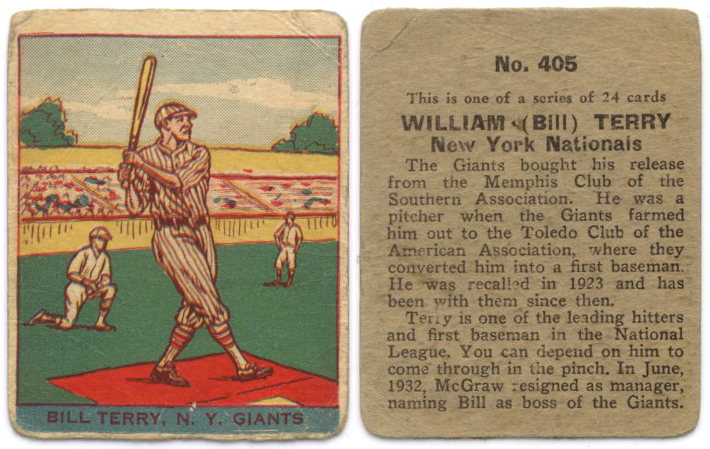 BILL TERRY, N. Y. GIANTS
No. 405
This is one of a series of 24 cards
WILLIAM (Bill) TERRY
New York Nationals
The Giants bought his release
from the Memphis Club of the
Southern Association. He was a
pitcher when the Giants farmed
him out to the Toledo Club of the
American Association, where they
converted him into a first baseman.
He was recalled in 1923 and has
been with them since then.
Terry is one of the leading hitters
and first baseman in the National
League. You can depend on him to
come through in the pinch. In June,
1932, McGraw resigned as manager,
naming Bill as boss of the Giants.